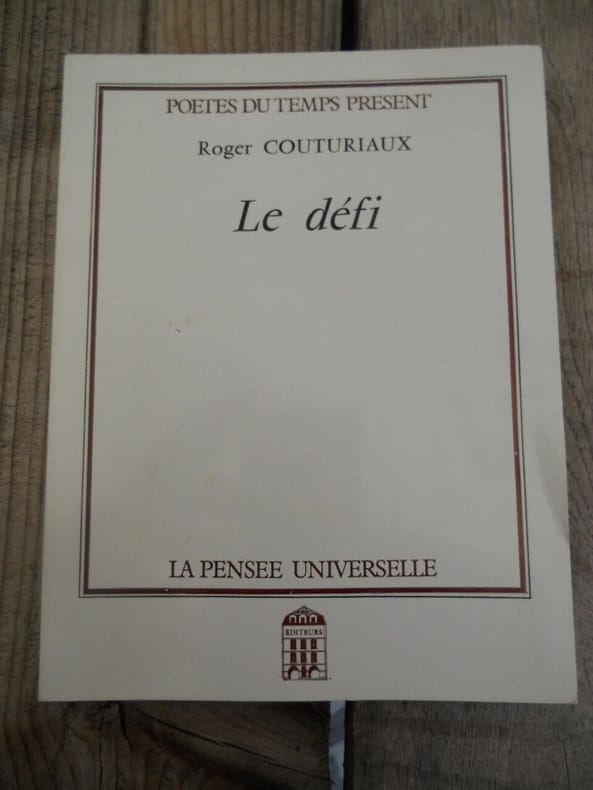 POETES DU TEMPS PRESENT
Roger COUTURIAUX
Le défi
LA PENSEE UNIVERSELLE
EDITEURS